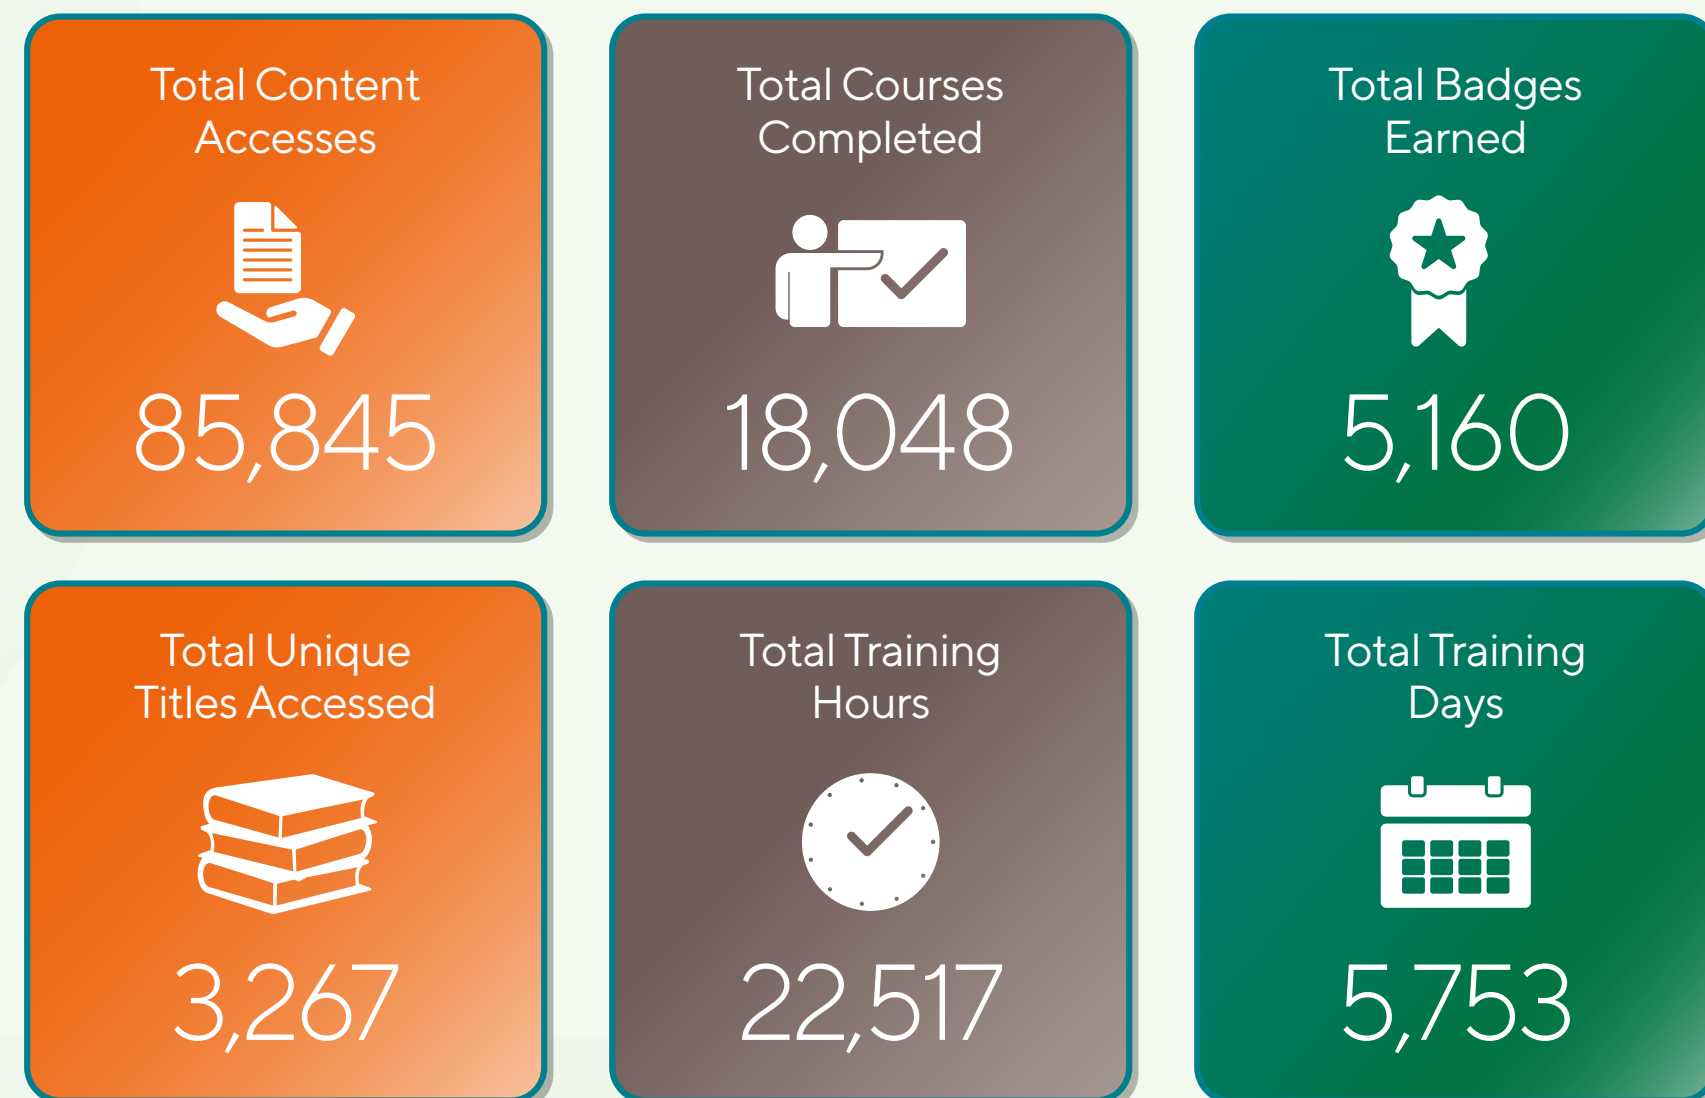 Total Content
Accesses
85,845
Total Courses
Completed
18,048
Total Badges
Earned
5,160
Total Unique
Titles Accessed
3,267
Total Training
Hours
22,517
Total Training
Days
5,753